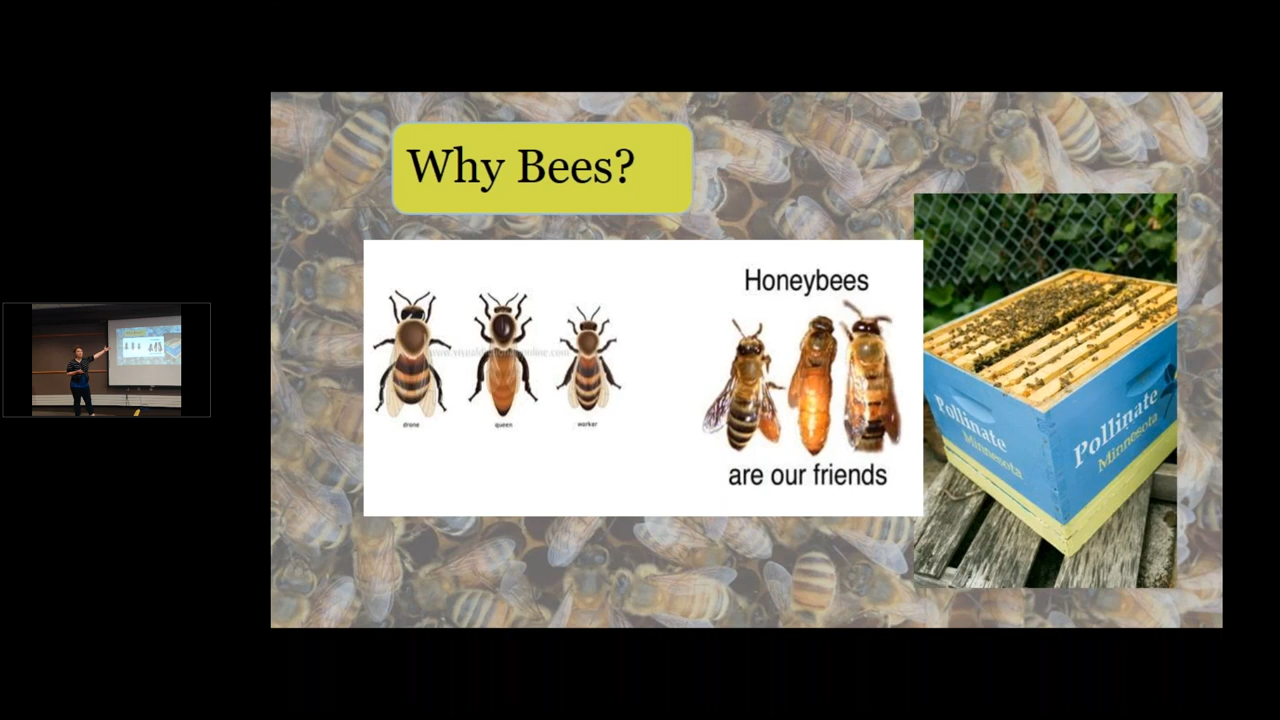 Why Bees?
drone
queen
worker
Honeybees
are our friends
Pollinate
Minnesota
Pollinate
Minnesota